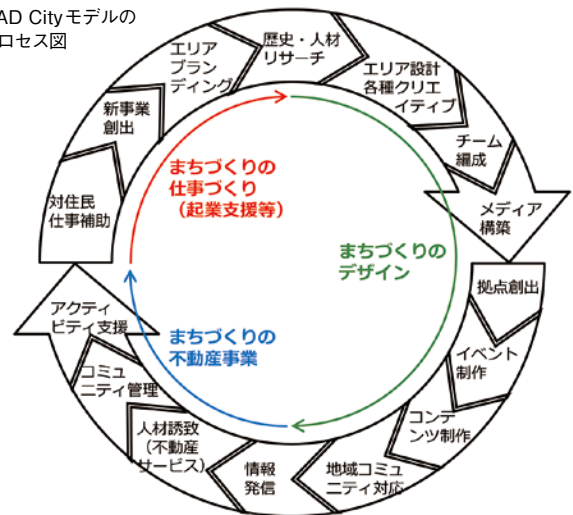 AD Cityモデルの
ロセス図
歴史・人材
リサーチ
エリア設計
各種クリエ
イティブ
チーム
編成
メディア
構築
拠点創出
イベント
制作
コンテ
ンツ制作
地域コミュ
ニティ対応
情報
発信
人材誘致
（不動産
サービス）
コミュ
ニティ管理
アクティ
ビティ支援
対住民
仕事補助
新事業
創出
エリア
ブラン
ディング
まちづくりの
仕事づくり
（起業支援等）
まちづくりの
デザイン
まちづくりの
不動産事業